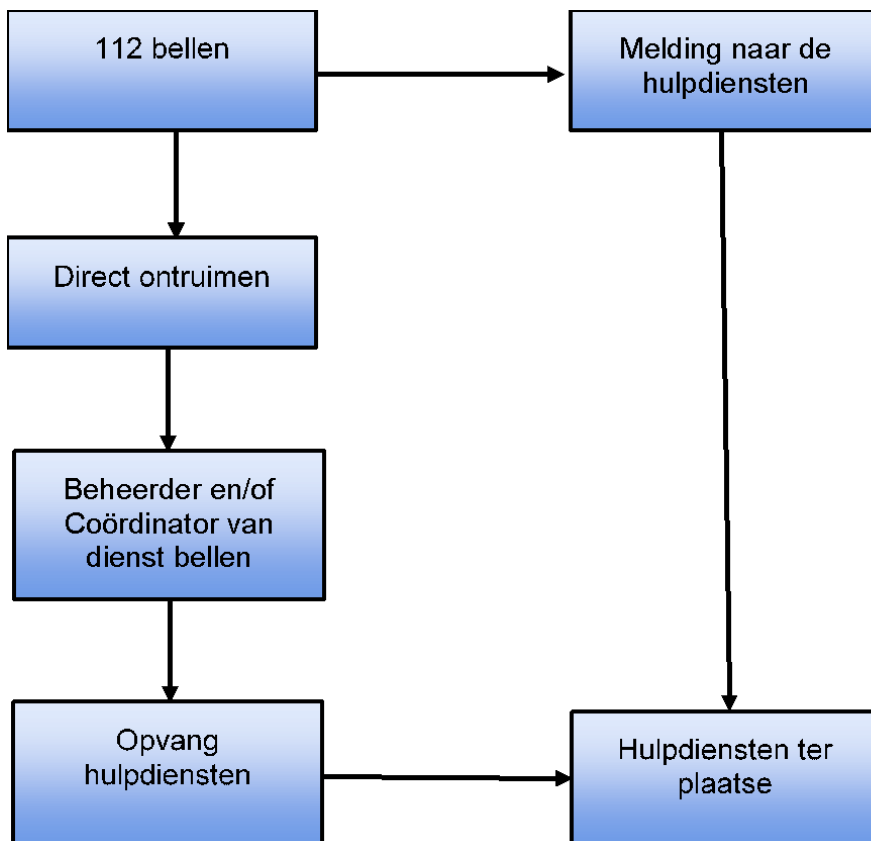 112 bellen
Melding naar de
hulpdiensten
Direct ontruimen
Beheerder en/of
Coördinator van
dienst bellen
Opvang
hulpdiensten
Hulpdiensten ter
plaatse